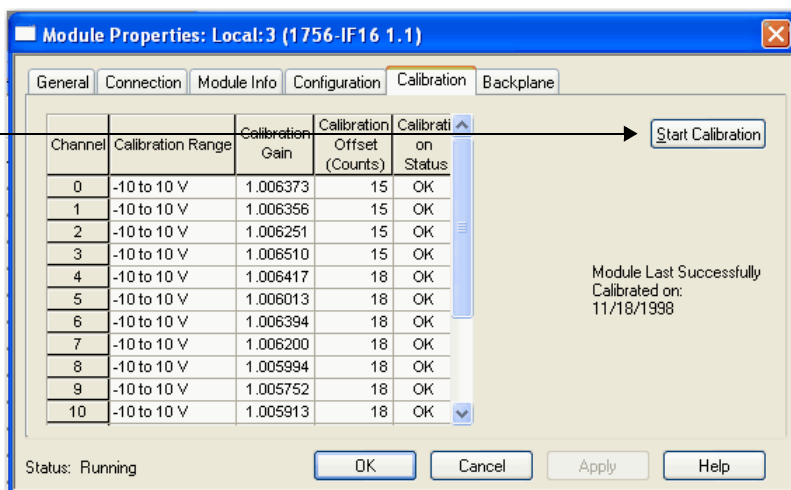 Module Properties: Local:3 (1756-IF16 1.1)
General Connection Module Info Configuration Calibration Backplane
Channel Calibration Range Calibration Gain Calibration Offset (Counts) Calibrati on Status
0 -10 to 10 V 1.006373 15 OK
1 -10 to 10 V 1.006356 15 OK
2 -10 to 10 V 1.006251 15 OK
3 -10 to 10 V 1.006510 15 OK
4 -10 to 10 V 1.006417 18 OK
5 -10 to 10 V 1.006013 18 OK
6 -10 to 10 V 1.006394 18 OK
7 -10 to 10 V 1.006200 18 OK
8 -10 to 10 V 1.005994 18 OK
9 -10 to 10 V 1.005752 18 OK
10 -10 to 10 V 1.005913 18 OK
Start Calibration
Module Last Successfully
Calibrated on:
11/18/1998
Status: Running
OK Cancel Apply Help